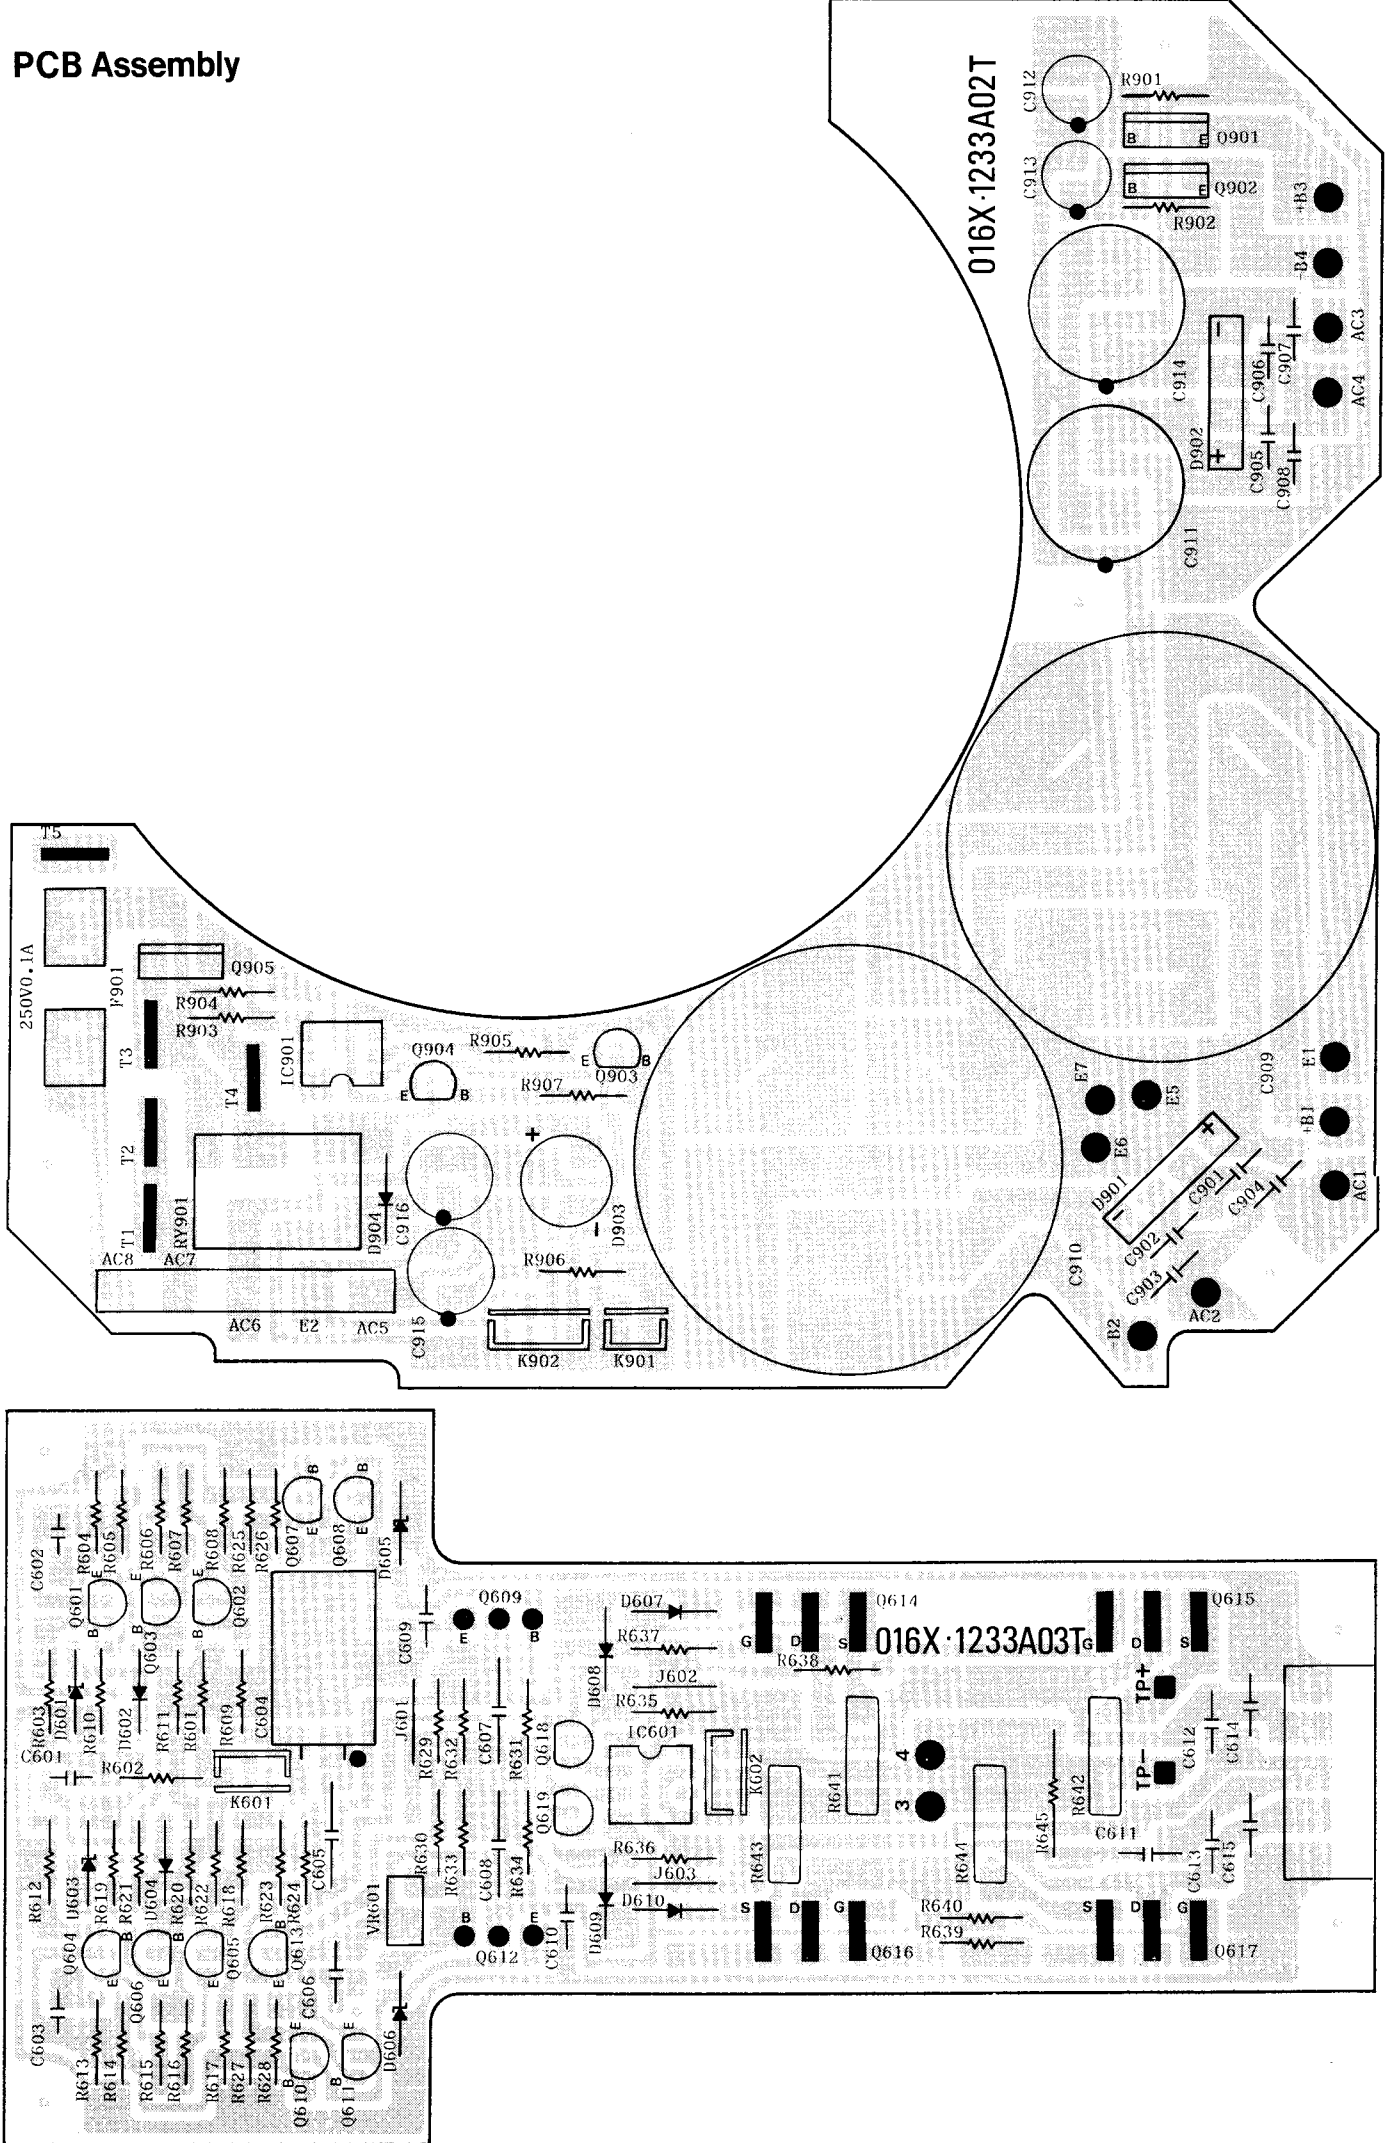 PCB Assembly
016X·1233A02T
C912
R901
B
E
Q901
C913
B
E
Q902
R902
+B3
-B4
AC3
AC4
C914
C906
C907
D902
+
-
C905
C908
C911
T5
250V0.1A
F901
Q905
R904
R903
T3
T4
IC901
Q904
E
B
R905
E
B
Q903
R907
T2
T1
RY901
D904
C916
+
-
D903
AC8
AC7
R906
AC6
E2
AC5
C915
K902
K901
E7
E5
E6
C909
E1
+B1
AC1
D901
+
-
C901
C904
C902
C903
C910
AC2
-B2
C602
R604
R605
R606
R607
R608
R625
R626
Q607
B
E
Q608
B
E
D605
Q601
E
B
Q603
E
B
Q602
E
B
R603
D601
R610
D602
R611
R601
R609
C604
C601
R602
K601
C609
Q609
E
B
J601
R629
R632
C607
R631
Q618
Q619
D607
R637
D608
J602
R635
IC601
K602
G
D
S
Q614
016X·1233A03T
R638
G
D
S
Q615
TP+
TP-
C612
C614
R641
4
3
R643
R644
R645
R642
C611
C613
C615
R612
D603
R619
R621
D604
R620
R622
R618
R623
R624
C605
VR601
R630
R633
C608
R634
R636
J603
D610
D609
C610
B
E
Q612
S
D
G
Q616
R640
R639
S
D
G
Q617
Q604
B
E
Q606
B
E
Q605
B
E
Q613
B
E
C606
C603
R613
R614
R615
R616
R617
R627
R628
Q610
E
B
Q611
E
B
D606